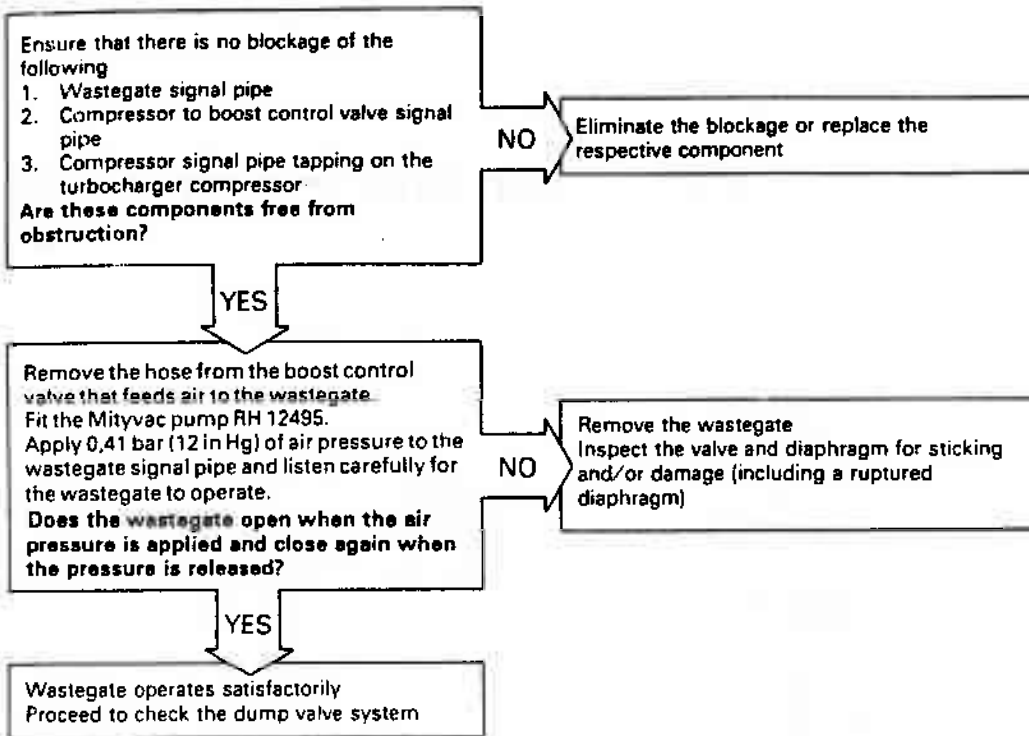 Ensure that there is no blockage of the
following
1. Wastegate signal pipe
2. Compressor to boost control valve signal
pipe
3. Compressor signal pipe tapping on the
turbocharger compressor
Are these components free from
obstruction?
NO
Eliminate the blockage or replace the
respective component
YES
Remove the hose from the boost control
valve that feeds air to the wastegate.
Fit the Mityvac pump RH 12495.
Apply 0,41 bar (12 in Hg) of air pressure to the
wastegate signal pipe and listen carefully for
the wastegate to operate.
Does the wastegate open when the air
pressure is applied and close again when
the pressure is released?
NO
Remove the wastegate
Inspect the valve and diaphragm for sticking
and/or damage (including a ruptured
diaphragm)
YES
Wastegate operates satisfactorily
Proceed to check the dump valve system